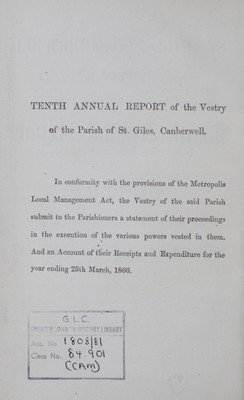 TENTH ANNUAL REPORT of the Vestry
of the Parish of St. Giles, Camberwell.
In conformity with the provisions of the Metropolis
Local Management Act, the Vestry of the said Parish
submit to the Parishioners a statement of their proceedings
in the execution of the various powers vested in them.
And an Account of their Receipts and Expenditure for the
year ending 25th March, 1866.
G.L.C.
HISTORY LIBRARY
Acc. No. 1808/81
Class No. 84.901
(CAm)